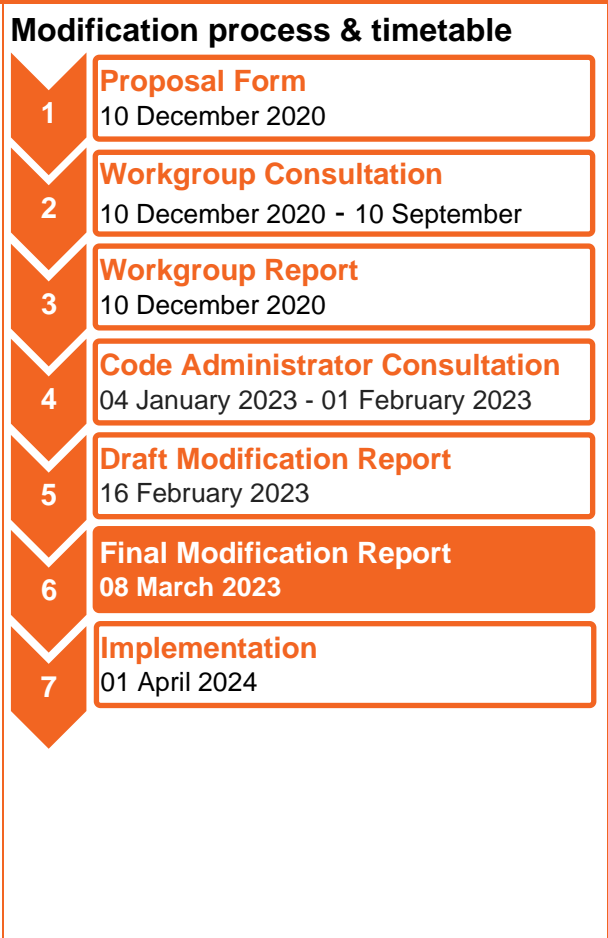 Modification process & timetable
1
Proposal Form
10 December 2020
2
Workgroup Consultation
10 December 2020 - 10 September
3
Workgroup Report
10 December 2020
4
Code Administrator Consultation
04 January 2023 - 01 February 2023
5
Draft Modification Report
16 February 2023
6
Final Modification Report
08 March 2023
7
Implementation
01 April 2024